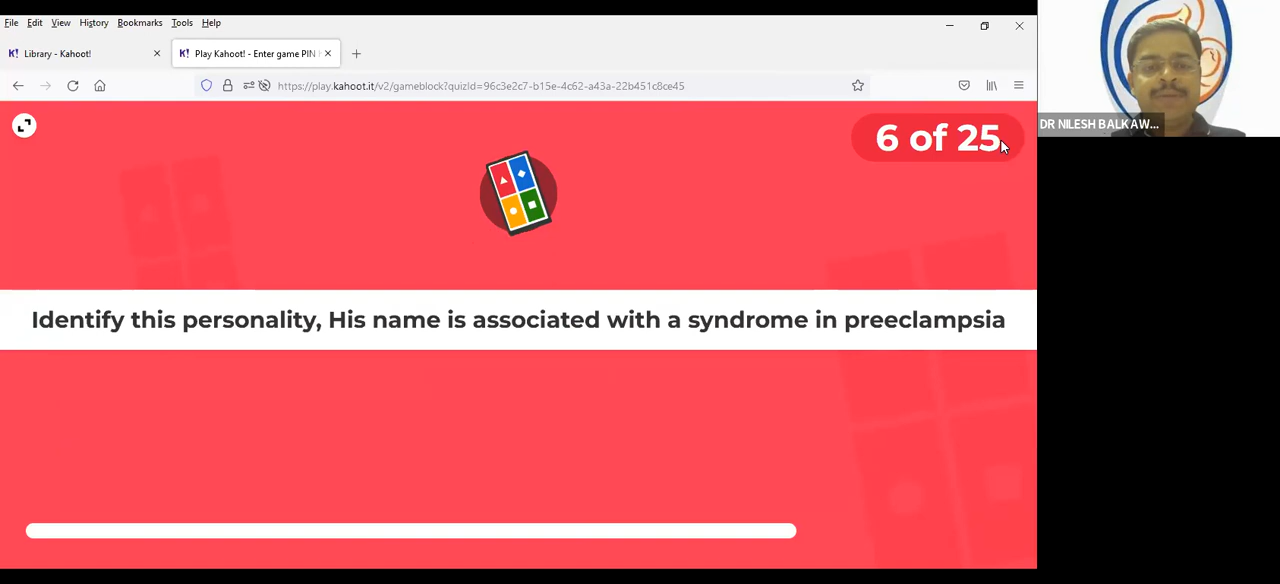 File Edit View History Bookmarks Tools Help
K! Library - Kahoot!
K! Play Kahoot! - Enter game PIN
https://play.kahoot.it/v2/gameblock?quizId=96c3e2c7-b15e-4c62-a43a-22b451c8ce45
6 of 25
DR NILESH BALKAW...
Identify this personality, His name is associated with a syndrome in preeclampsia